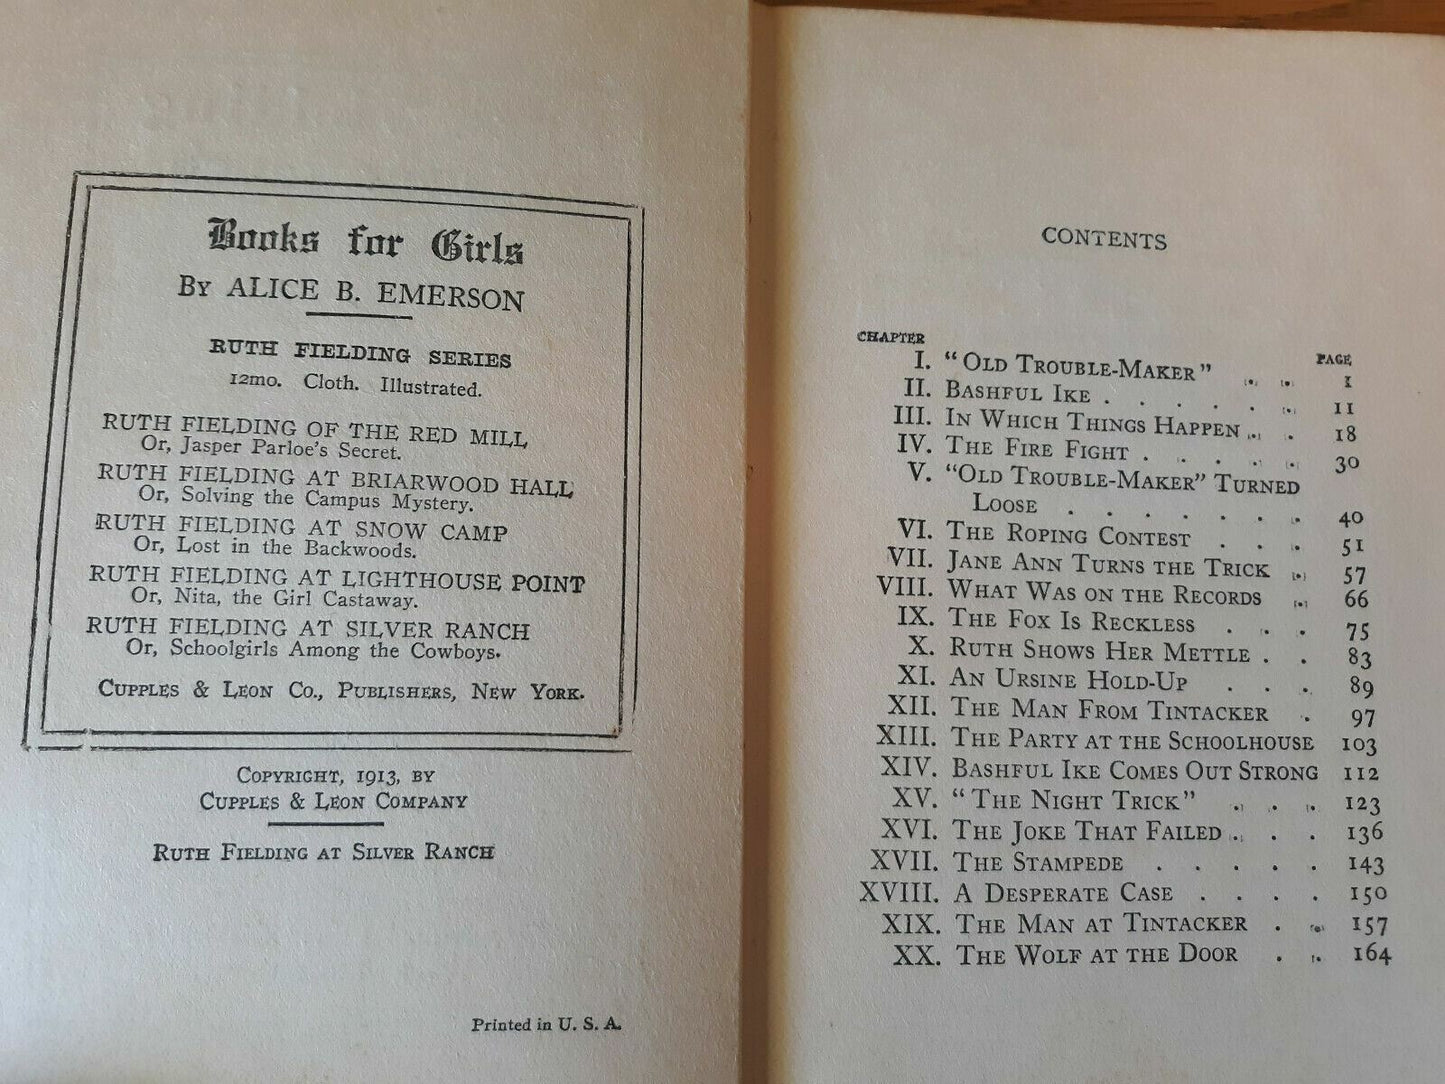 Books for Girls
By ALICE B. EMERSON
RUTH FIELDING SERIES
12mo. Cloth. Illustrated.
RUTH FIELDING OF THE RED MILL
Or, Jasper Parloe's Secret.
RUTH FIELDING AT BRIARWOOD HALL
Or, Solving the Campus Mystery.
RUTH FIELDING AT SNOW CAMP
Or, Lost in the Backwoods.
RUTH FIELDING AT LIGHTHOUSE POINT
Or, Nita, the Girl Castaway.
RUTH FIELDING AT SILVER RANCH
Or, Schoolgirls Among the Cowboys.
Cupples & Leon Co., Publishers, New York.
Copyright, 1913, by
Cupples & Leon Company
Ruth Fielding at Silver Ranch
Printed in U. S. A.
CONTENTS
CHAPTER PAGE
I. "Old Trouble-Maker" . . 1
II. Bashful Ike . . . . . . . 11
III. In Which Things Happen . . 18
IV. The Fire Fight . . . . . 30
V. "Old Trouble-Maker" Turned
Loose . . . . . . . 40
VI. The Roping Contest . . . 51
VII. Jane Ann Turns the Trick . 57
VIII. What Was on the Records . 66
IX. The Fox Is Reckless . . . 75
X. Ruth Shows Her Mettle . . 83
XI. An Ursine Hold-Up . . . 89
XII. The Man From Tintacker . 97
XIII. The Party at the Schoolhouse 103
XIV. Bashful Ike Comes Out Strong 112
XV. "The Night Trick" . . . 123
XVI. The Joke That Failed . . . 136
XVII. The Stampede . . . . . 143
XVIII. A Desperate Case . . . . 150
XIX. The Man at Tintacker . . 157
XX. The Wolf at the Door . . 164